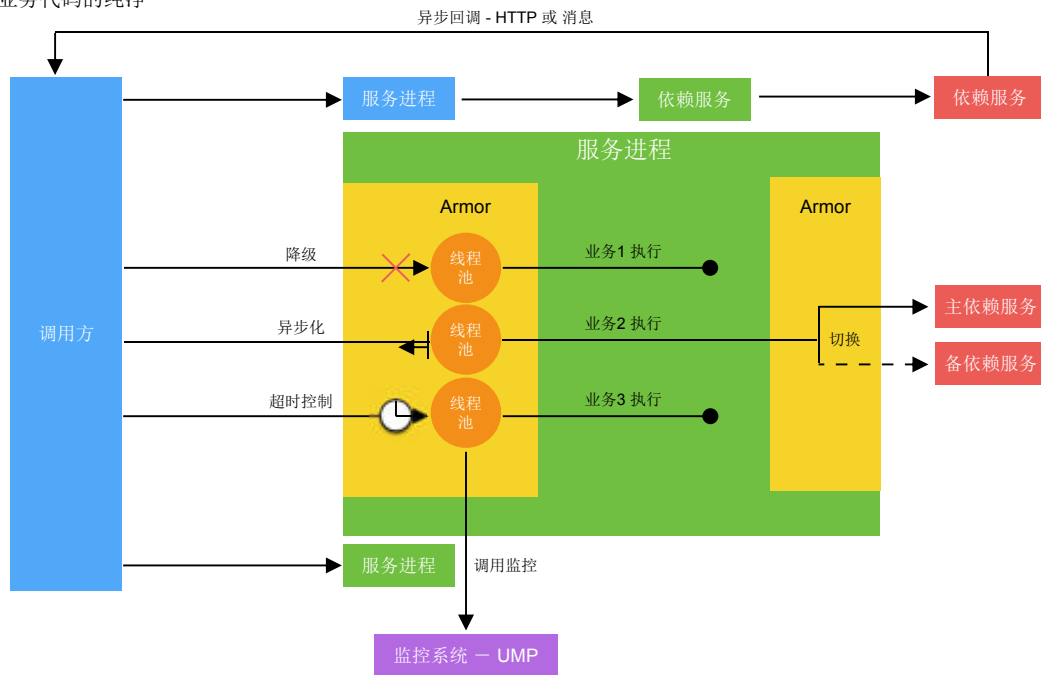 异步回调 - HTTP 或 消息
服务进程
依赖服务
依赖服务
服务进程
Armor
Armor
降级
线程
池
业务1 执行
调用方
异步化
线程
池
业务2 执行
切换
主依赖服务
备依赖服务
超时控制
线程
池
业务3 执行
服务进程
调用监控
监控系统 － UMP